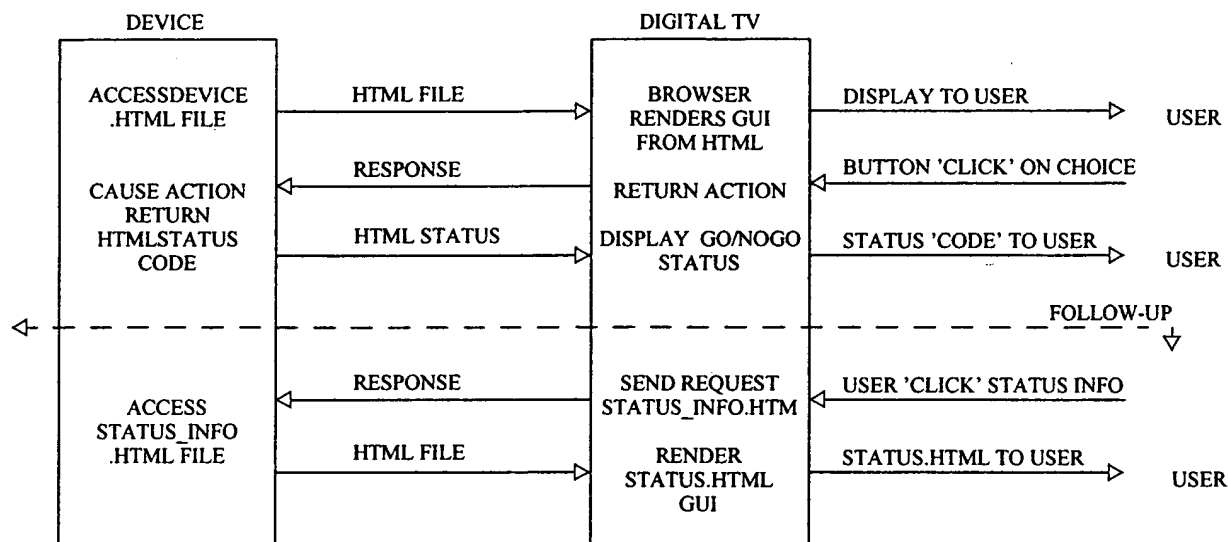 DEVICE
DIGITAL TV
ACCESSDEVICE
.HTML FILE
HTML FILE
BROWSER
RENDERS GUI
FROM HTML
DISPLAY TO USER
USER
RESPONSE
RETURN ACTION
BUTTON 'CLICK' ON CHOICE
CAUSE ACTION
RETURN
HTMLSTATUS
CODE
HTML STATUS
DISPLAY GO/NOGO
STATUS
STATUS 'CODE' TO USER
USER
FOLLOW-UP
RESPONSE
SEND REQUEST
STATUS_INFO.HTM
USER 'CLICK' STATUS INFO
ACCESS
STATUS_INFO
.HTML FILE
HTML FILE
RENDER
STATUS.HTML
GUI
STATUS.HTML TO USER
USER